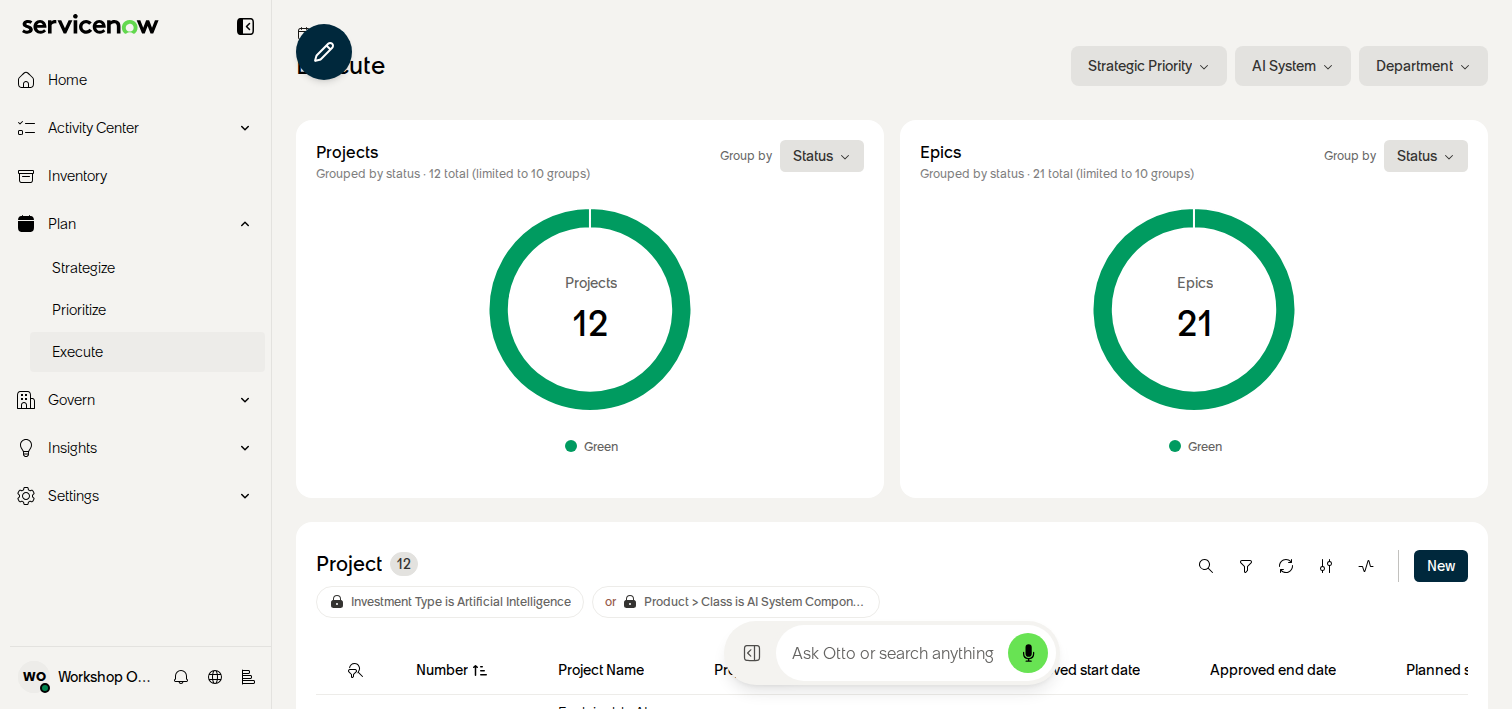 servicenow
Home
Activity Center
Inventory
Plan
Strategize
Prioritize
Execute
Govern
Insights
Settings
WO Workshop O...
Strategic Priority
AI System
Department
Projects
Grouped by status · 12 total (limited to 10 groups)
Group by Status
Projects
12
Green
Epics
Grouped by status · 21 total (limited to 10 groups)
Group by Status
Epics
21
Green
Project 12
New
Investment Type is Artificial Intelligence
or Product > Class is AI System Compon...
Ask Otto or search anything
Number Project Name start date Approved end date Planned